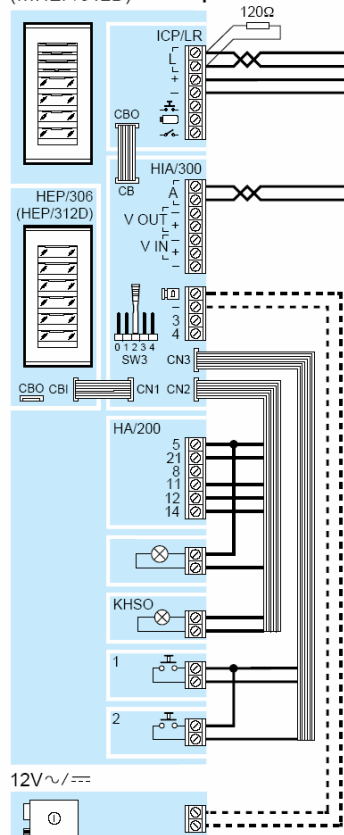 120Ω
ICP/LR
L
+
−
CBO
CB
HIA/300
A
V OUT
−
+
V IN
−
+
−
HEP/306
(HEP/312D)
−
3
4
0 1 2 3 4
SW3
CN3
CBO CBI CN1 CN2
HA/200
5
21
8
11
12
14
KHSO
1
2
12V~/⎓